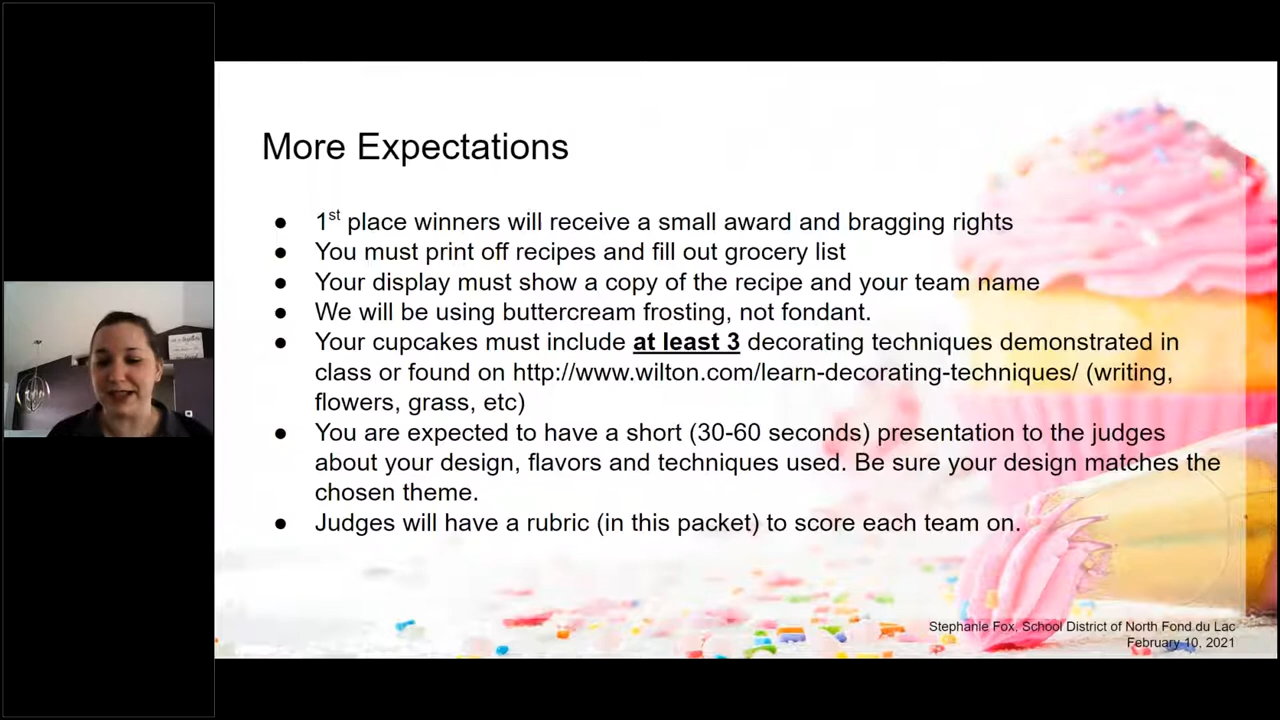 More Expectations
● 1st place winners will receive a small award and bragging rights
● You must print off recipes and fill out grocery list
● Your display must show a copy of the recipe and your team name
● We will be using buttercream frosting, not fondant.
● Your cupcakes must include at least 3 decorating techniques demonstrated in
class or found on http://www.wilton.com/learn-decorating-techniques/ (writing,
flowers, grass, etc)
● You are expected to have a short (30-60 seconds) presentation to the judges
about your design, flavors and techniques used. Be sure your design matches the
chosen theme.
● Judges will have a rubric (in this packet) to score each team on.
Stephanie Fox, School District of North Fond du Lac
February 10, 2021